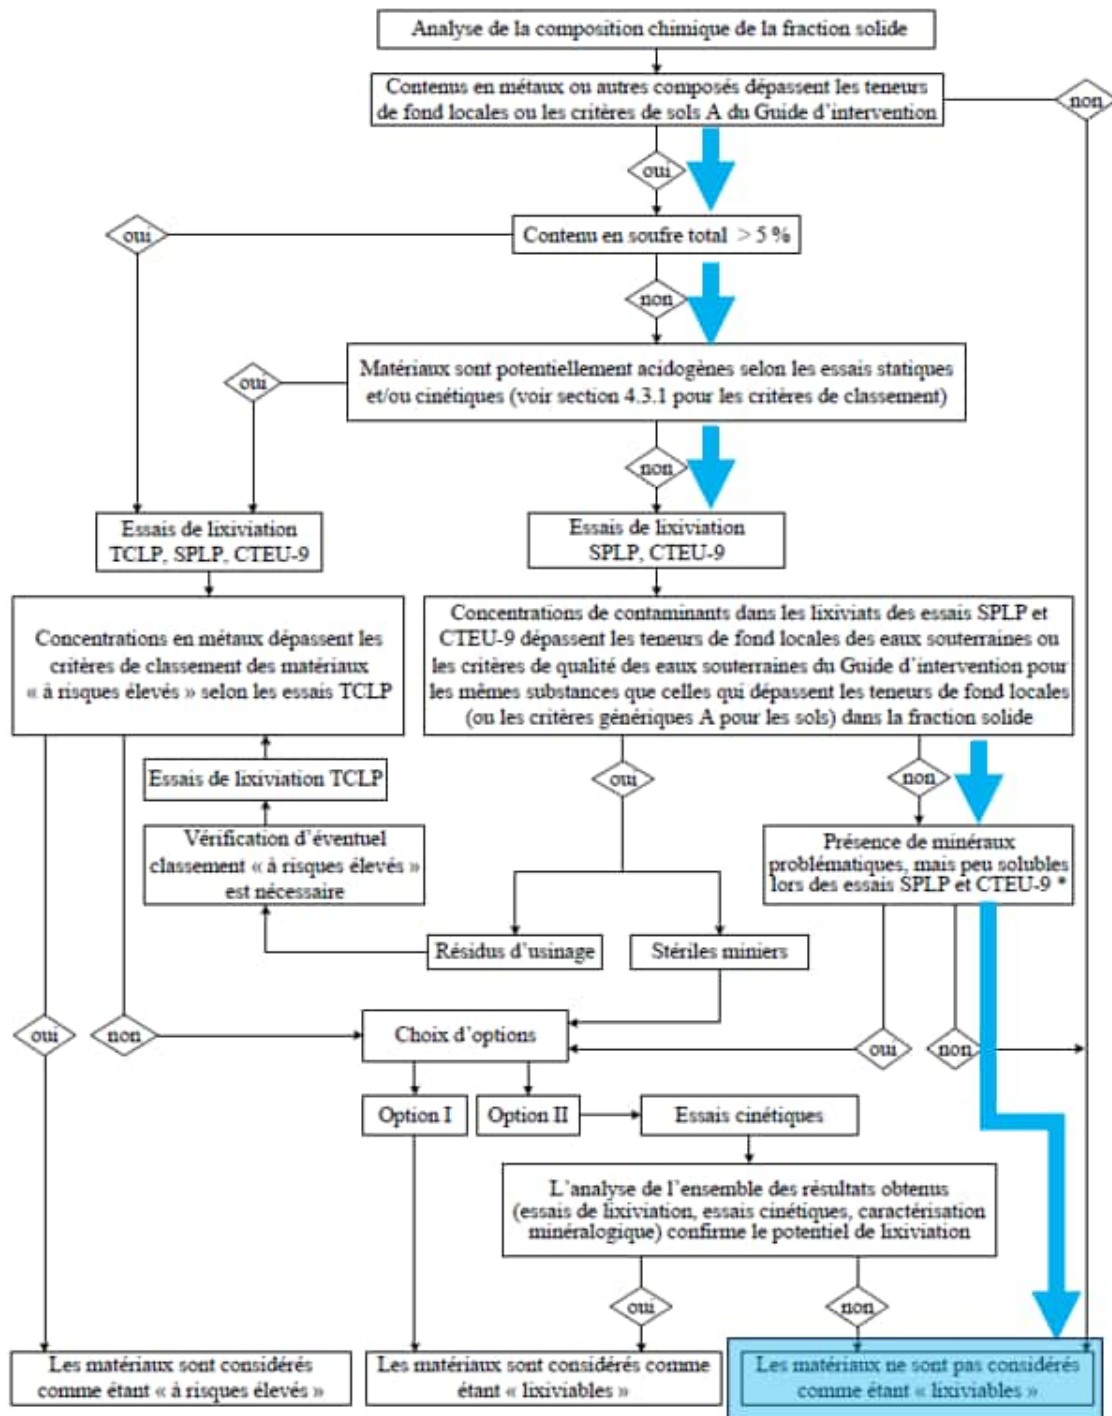 Analyse de la composition chimique de la fraction solide
Contenus en métaux ou autres composés dépassent les teneurs
de fond locales ou les critères de sols A du Guide d'intervention
non
oui
oui
Contenu en soufre total > 5 %
non
Matériaux sont potentiellement acidogènes selon les essais statiques
et/ou cinétiques (voir section 4.3.1 pour les critères de classement)
oui
non
Essais de lixiviation
TCLP, SPLP, CTEU-9
Essais de lixiviation
SPLP, CTEU-9
Concentrations en métaux dépassent les
critères de classement des matériaux
« à risques élevés » selon les essais TCLP
Concentrations de contaminants dans les lixiviats des essais SPLP et
CTEU-9 dépassent les teneurs de fond locales des eaux souterraines ou
les critères de qualité des eaux souterraines du Guide d'intervention pour
les mêmes substances que celles qui dépassent les teneurs de fond locales
(ou les critères génériques A pour les sols) dans la fraction solide
Essais de lixiviation TCLP
oui
non
Vérification d'éventuel
classement « à risques élevés »
est nécessaire
Présence de minéraux
problématiques, mais peu solubles
lors des essais SPLP et CTEU-9 *
Résidus d'usinage
Stériles miniers
oui
non
Choix d'options
oui
non
Option I
Option II
Essais cinétiques
L'analyse de l'ensemble des résultats obtenus
(essais de lixiviation, essais cinétiques, caractérisation
minéralogique) confirme le potentiel de lixiviation
oui
non
Les matériaux sont considérés
comme étant « à risques élevés »
Les matériaux sont considérés comme
étant « lixiviables »
Les matériaux ne sont pas considérés
comme étant « lixiviables »